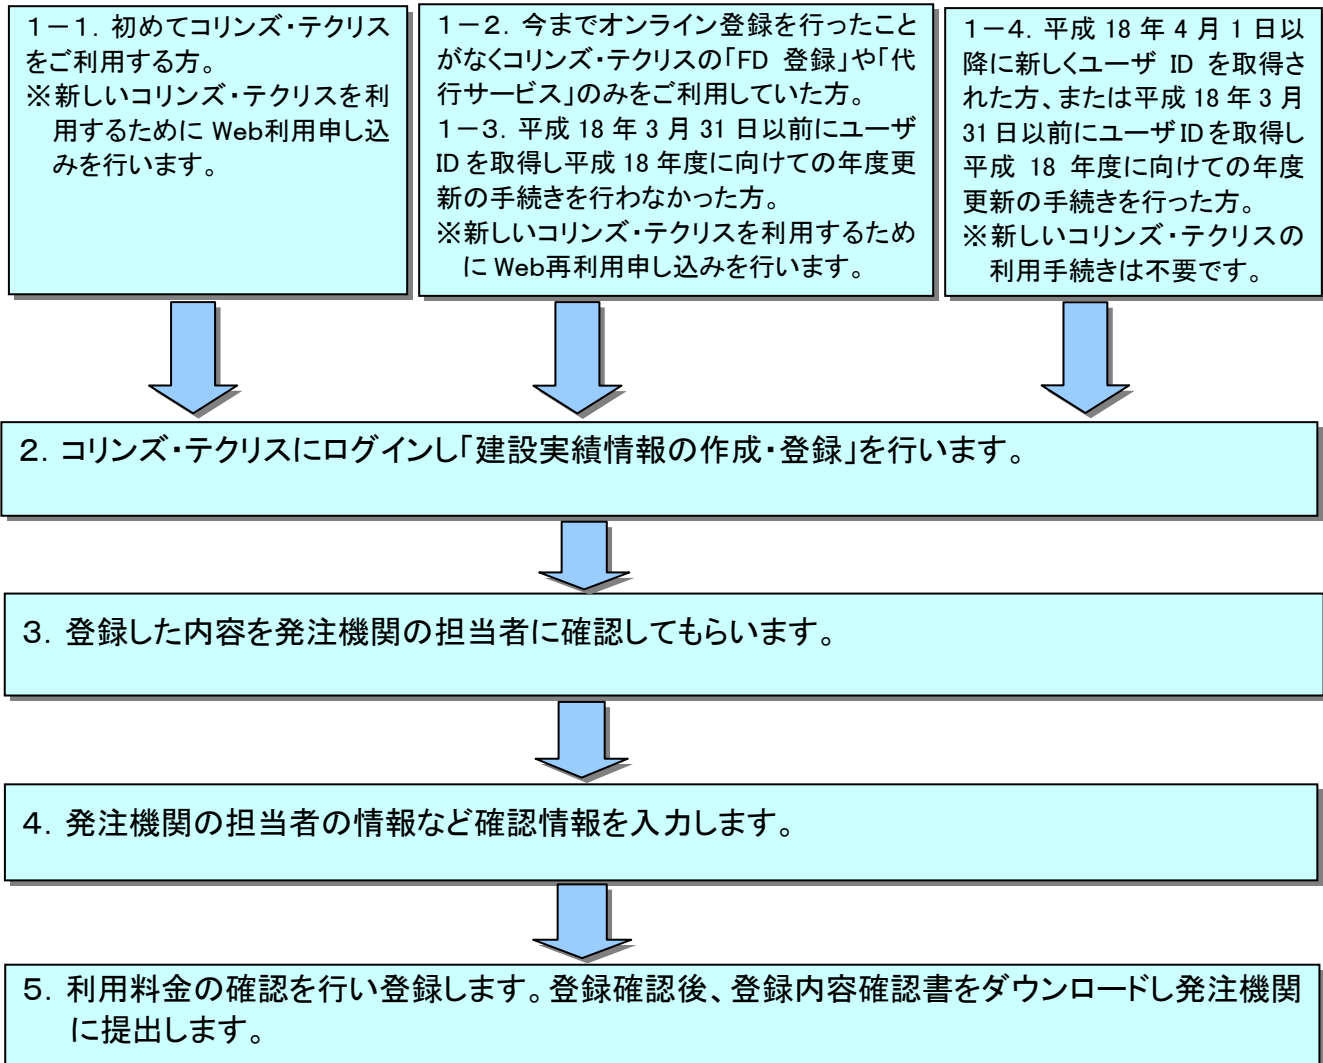 1－1．初めてコリンズ・テクリス
をご利用する方。
※新しいコリンズ・テクリスを利
用するために Web利用申し込
みを行います。
1－2．今までオンライン登録を行ったこと
がなくコリンズ・テクリスの「FD 登録」や「代
行サービス」のみをご利用していた方。
1－3．平成 18 年 3 月 31 日以前にユーザ
ID を取得し平成 18 年度に向けての年度更
新の手続きを行わなかった方。
※新しいコリンズ・テクリスを利用するため
に Web再利用申し込みを行います。
1－4．平成 18 年 4 月 1 日以
降に新しくユーザ ID を取得さ
れた方、または平成 18 年 3 月
31 日以前にユーザIDを取得し
平成 18 年度に向けての年度
更新の手続きを行った方。
※新しいコリンズ・テクリスの
利用手続きは不要です。
2．コリンズ・テクリスにログインし「建設実績情報の作成・登録」を行います。
3．登録した内容を発注機関の担当者に確認してもらいます。
4．発注機関の担当者の情報など確認情報を入力します。
5．利用料金の確認を行い登録します。登録確認後、登録内容確認書をダウンロードし発注機関
に提出します。